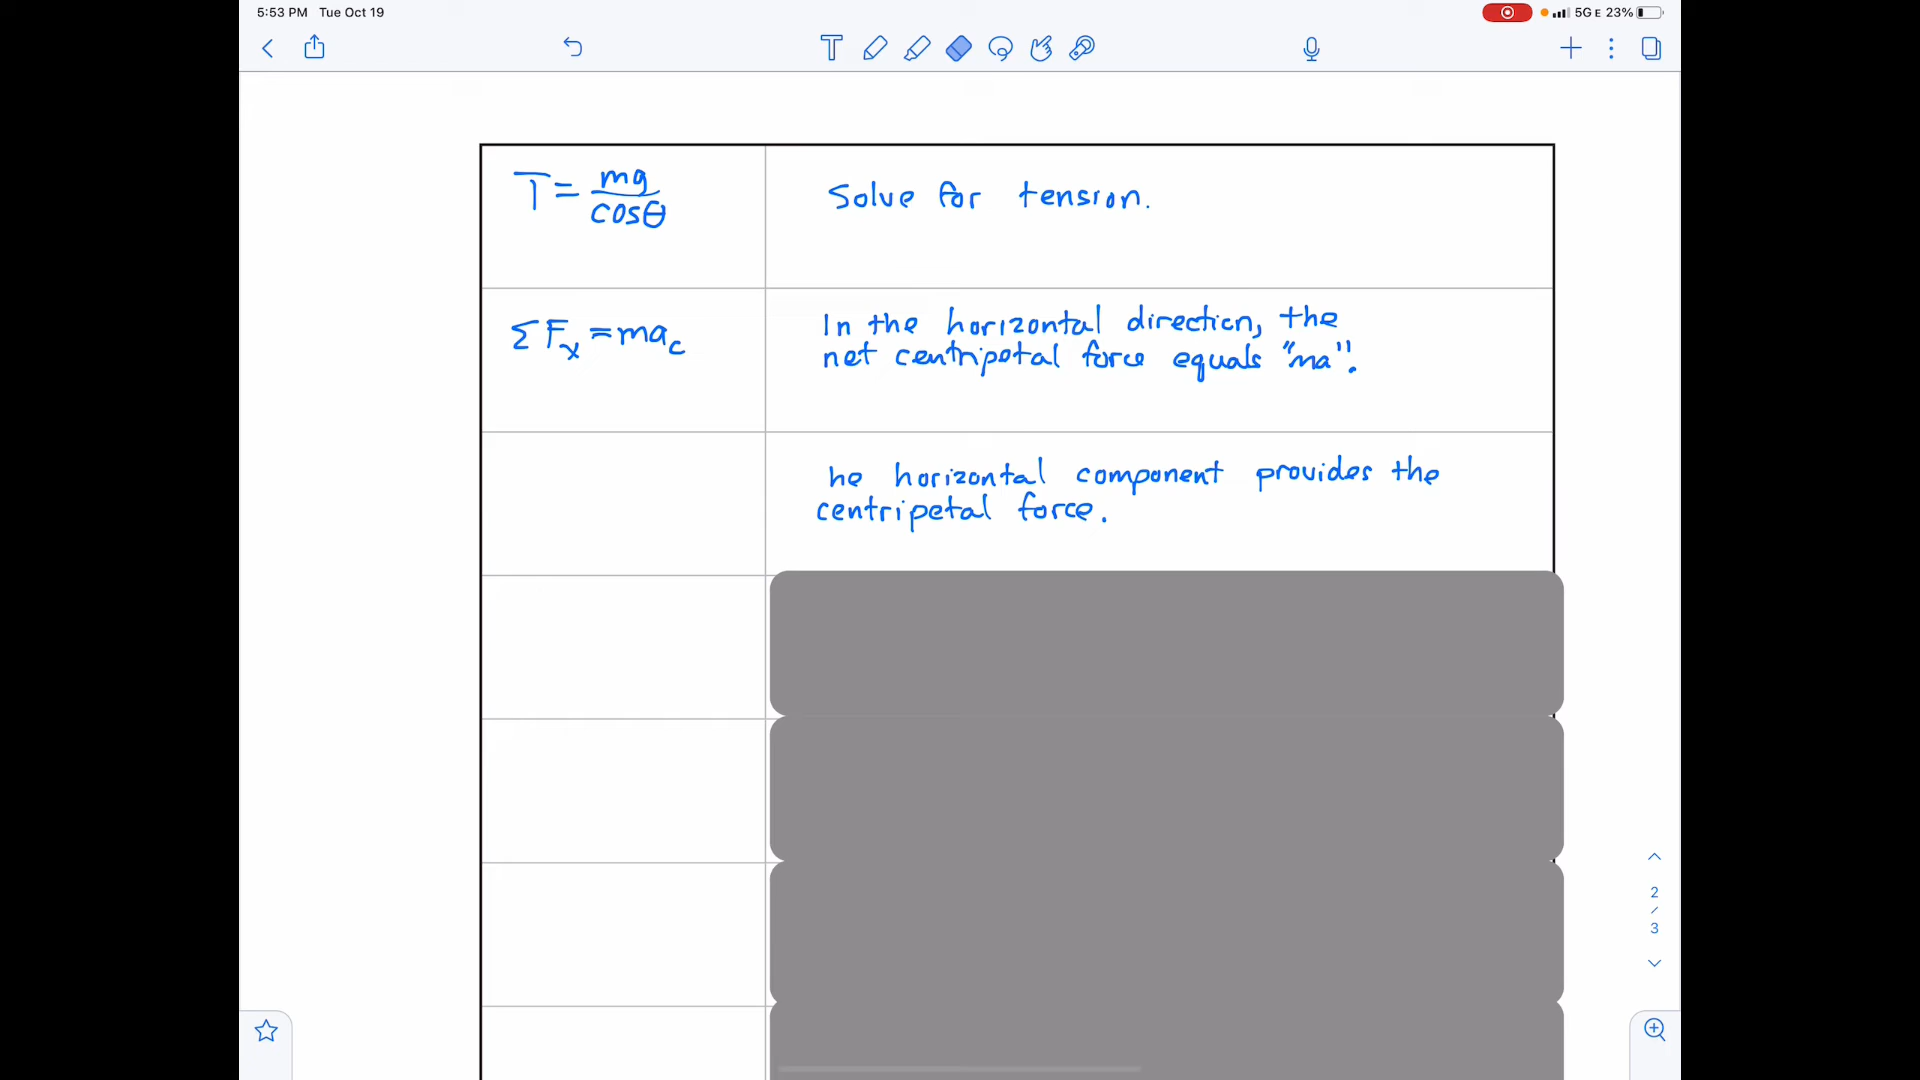 5:53 PM Tue Oct 19
5G E 23%
T
T = mg/cosθ
Solve for tension.
ΣFx = mac
In the horizontal direction, the
net centripetal force equals "ma".
he horizontal component provides the
centripetal force.
2
/
3